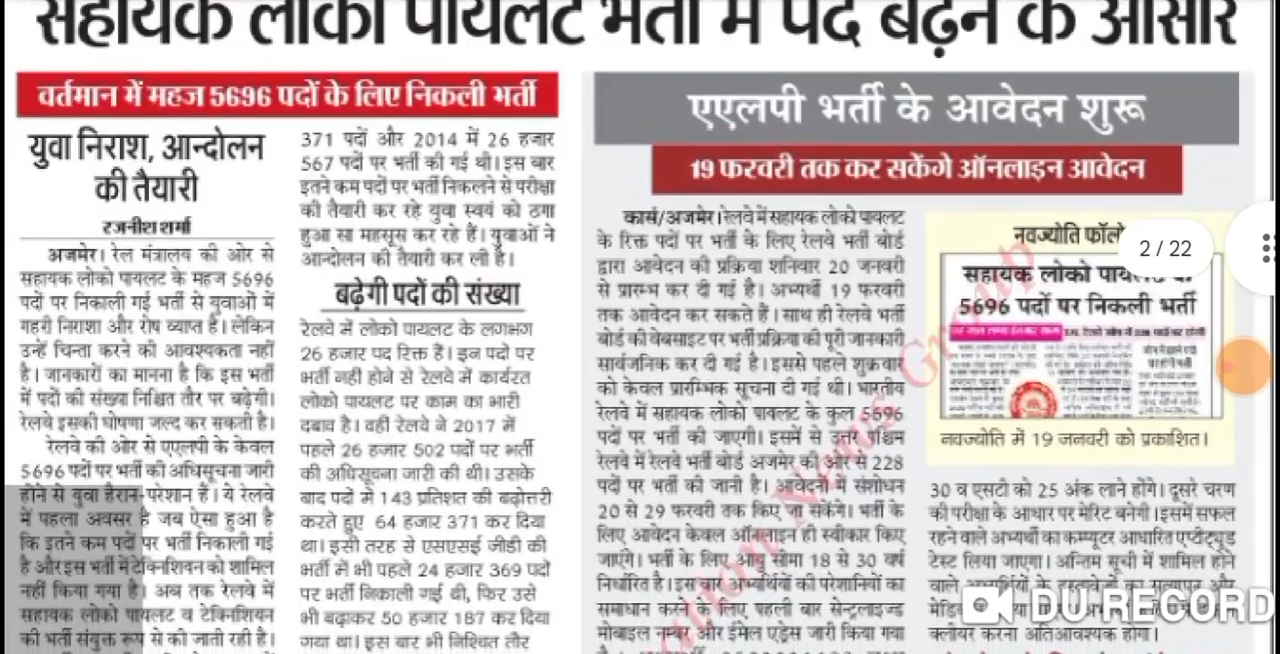 सहायक लोको पायलट भर्ती में पद बढ़ने के आसार
वर्तमान में महज 5696 पदों के लिए निकली भर्ती
युवा निराश, आन्दोलन
की तैयारी
रजनीश शर्मा
अजमेर। रेल मंत्रालय की ओर से
सहायक लोको पायलट के महज 5696
पदों पर निकाली गई भर्ती से युवाओं में
गहरी निराशा और रोष व्याप्त है। लेकिन
उन्हें चिन्ता करने की आवश्यकता नहीं
है। जानकारों का मानना है कि इस भर्ती
में पदों की संख्या निश्चित तौर पर बढ़ेगी।
रेलवे इसकी घोषणा जल्द कर सकती है।
रेलवे की ओर से एएलपी के केवल
5696 पदों पर भर्ती की अधिसूचना जारी
होने से युवा हैरान-परेशान हैं। ये रेलवे
में पहला अवसर है जब ऐसा हुआ है
कि इतने कम पदों पर भर्ती निकाली गई
है और इस भर्ती में टेक्निशियन को शामिल
नहीं किया गया है। अब तक रेलवे में
सहायक लोको पायलट व टेक्निशियन
की भर्ती संयुक्त रूप से की जाती रही है।
371 पदों और 2014 में 26 हजार
567 पदों पर भर्ती की गई थी। इस बार
इतने कम पदों पर भर्ती निकलने से परीक्षा
की तैयारी कर रहे युवा स्वयं को ठगा
हुआ सा महसूस कर रहे हैं। युवाओं ने
आन्दोलन की तैयारी कर ली है।
बढ़ेगी पदों की संख्या
रेलवे में लोको पायलट के लगभग
26 हजार पद रिक्त हैं। इन पदों पर
भर्ती नहीं होने से रेलवे में कार्यरत
लोको पायलट पर काम का भारी
दबाव है। वहीं रेलवे ने 2017 में
पहले 26 हजार 502 पदों पर भर्ती
की अधिसूचना जारी की थी। उसके
बाद पदों में 143 प्रतिशत की बढ़ोत्तरी
करते हुए 64 हजार 371 कर दिया
था। इसी तरह से एसएसई जीडी की
भर्ती में भी पहले 24 हजार 369 पदों
पर भर्ती निकाली गई थी, फिर उसे
भी बढ़ाकर 50 हजार 187 कर दिया
गया था। इस बार भी निश्चित तौर
एएलपी भर्ती के आवेदन शुरू
19 फरवरी तक कर सकेंगे ऑनलाइन आवेदन
कासं/अजमेर। रेलवे में सहायक लोको पायलट
के रिक्त पदों पर भर्ती के लिए रेलवे भर्ती बोर्ड
द्वारा आवेदन की प्रक्रिया शनिवार 20 जनवरी
से प्रारम्भ कर दी गई है। अभ्यर्थी 19 फरवरी
तक आवेदन कर सकते हैं। साथ ही रेलवे भर्ती
बोर्ड की वेबसाइट पर भर्ती प्रक्रिया की पूरी जानकारी
सार्वजनिक कर दी गई है। इससे पहले शुक्रवार
को केवल प्रारम्भिक सूचना दी गई थी। भारतीय
रेलवे में सहायक लोको पायलट के कुल 5696
पदों पर भर्ती की जाएगी। इसमें से उत्तर पश्चिम
रेलवे में रेलवे भर्ती बोर्ड अजमेर की ओर से 228
पदों पर भर्ती की जानी है। आवेदनों में संशोधन
20 से 29 फरवरी तक किए जा सकेंगे। भर्ती के
लिए आवेदन केवल ऑनलाइन ही स्वीकार किए
जाएंगे। भर्ती के लिए आयु सीमा 18 से 30 वर्ष
निर्धारित है। इस बार अभ्यर्थियों की परेशानियों का
समाधान करने के लिए पहली बार सेन्ट्रलाइज्ड
मोबाइल नम्बर और ईमेल एड्रेस जारी किया गया
नवज्योति फॉलो
2 / 22
सहायक लोको पायलट के
5696 पदों पर निकली भर्ती
नवज्योति में 19 जनवरी को प्रकाशित।
30 व एसटी को 25 अंक लाने होंगे। दूसरे चरण
की परीक्षा के आधार पर मेरिट बनेगी। इसमें सफल
रहने वाले अभ्यर्थी का कम्प्यूटर आधारित एप्टीट्यूड
टेस्ट लिया जाएगा। अन्तिम सूची में शामिल होने
वाले अभ्यर्थियों के दस्तावेजों का सत्यापन और
क्लीयर करना अतिआवश्यक होगा।
DU RECORD